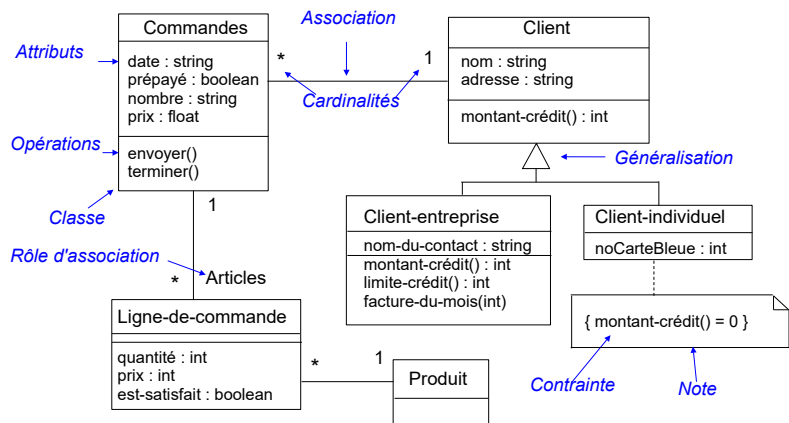 Commandes
date : string
prépayé : boolean
nombre : string
prix : float
envoyer()
terminer()
Attributs
Opérations
Classe
Association
*
1
Cardinalités
Client
nom : string
adresse : string
montant-crédit() : int
Généralisation
Client-entreprise
nom-du-contact : string
montant-crédit() : int
limite-crédit() : int
facture-du-mois(int)
Client-individuel
noCarteBleue : int
{ montant-crédit() = 0 }
Contrainte
Note
1
Rôle d'association
* Articles
Ligne-de-commande
quantité : int
prix : int
est-satisfait : boolean
*
1
Produit